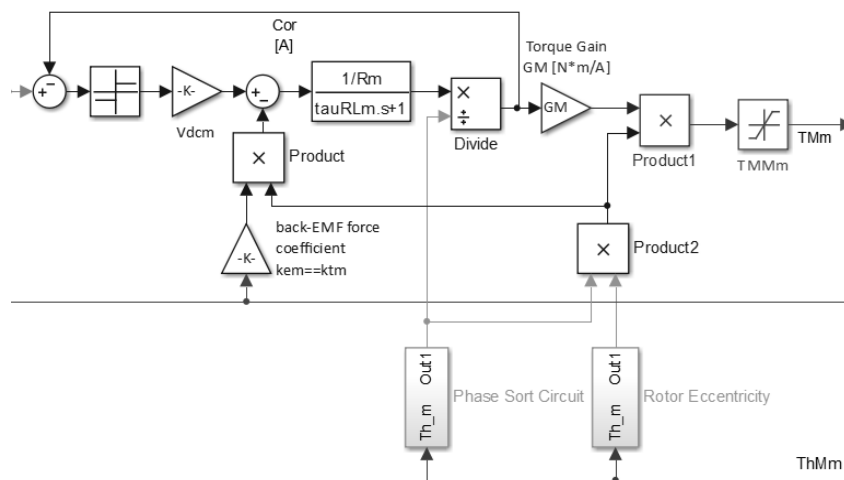 Cor
[A]
Torque Gain
GM [N*m/A]
+
−
-K-
Vdcm
+
−
1/Rm
tauRLm.s+1
×
÷
Divide
GM
×
Product1
TMMm
TMm
×
Product
back-EMF force
coefficient
kem==ktm
-K-
×
Product2
Out1
Th_m
Phase Sort Circuit
Out1
Th_m
Rotor Eccentricity
ThMm